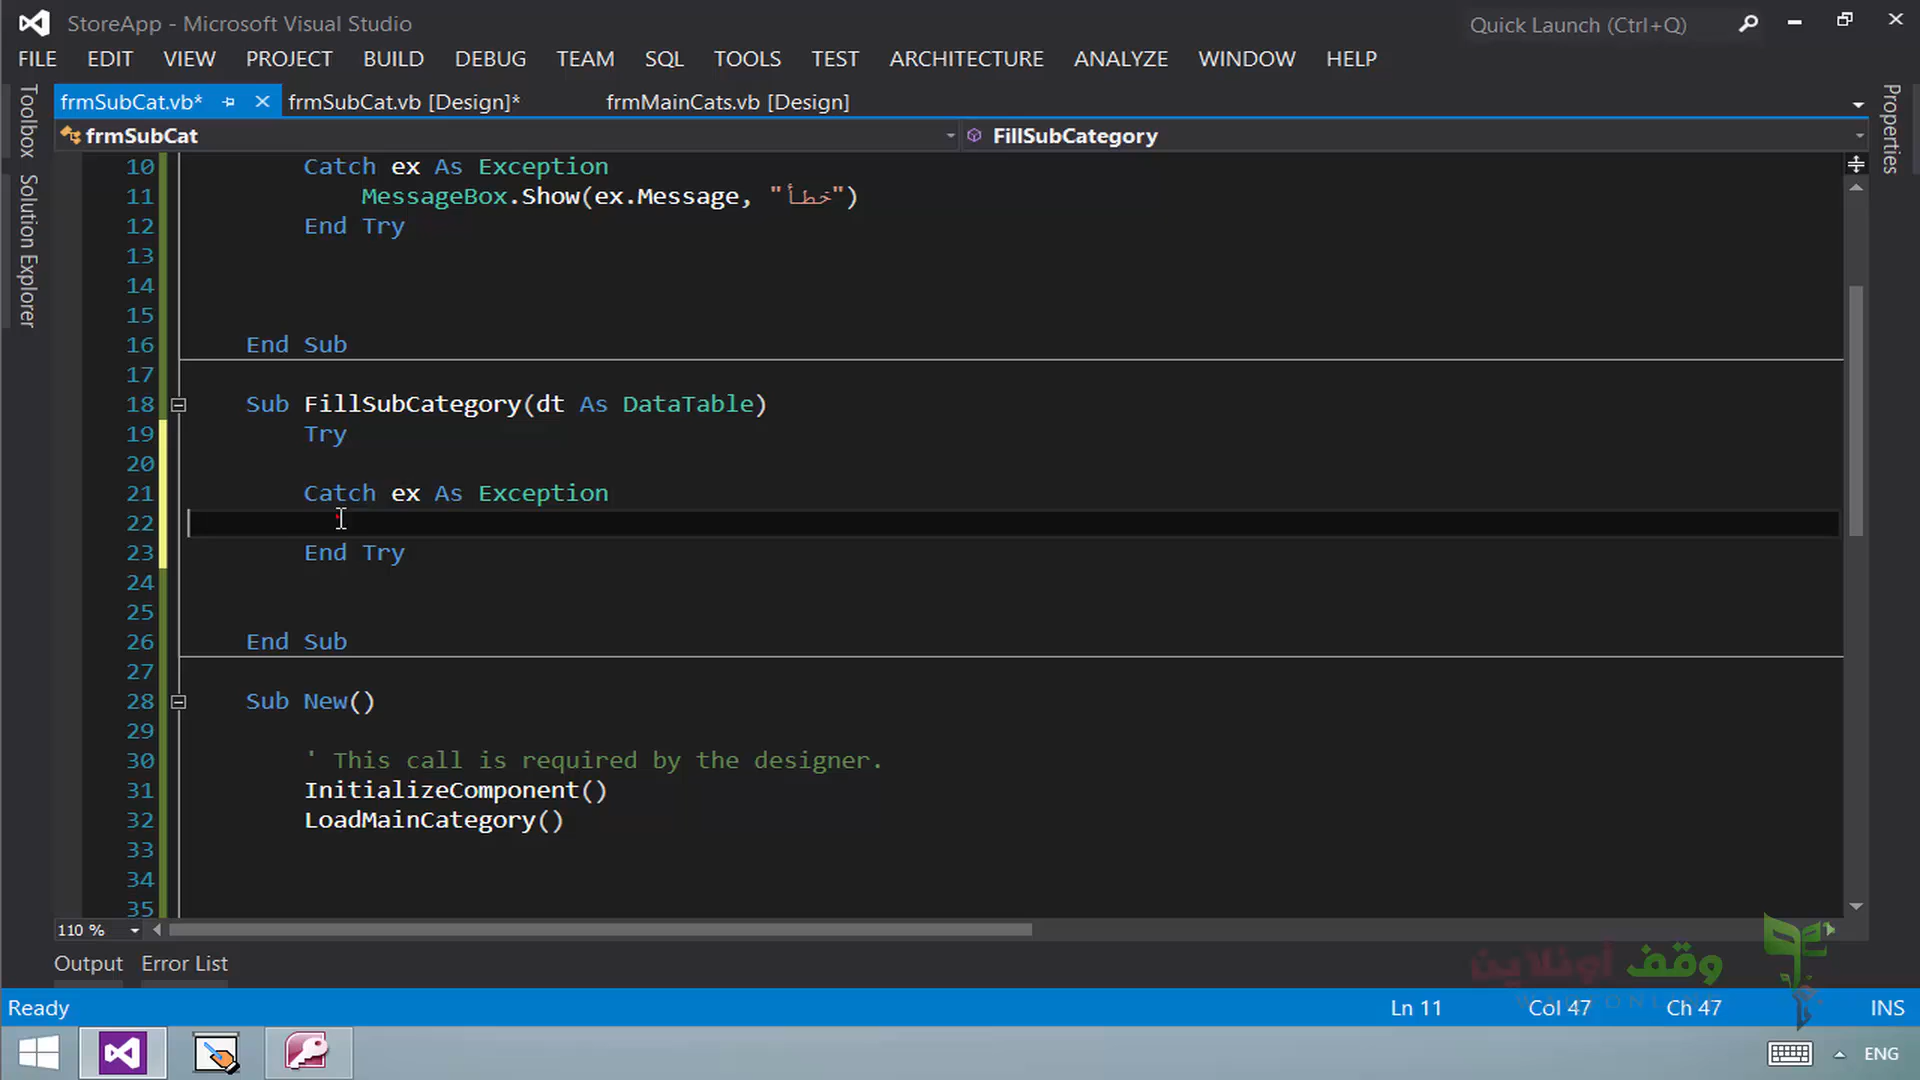 StoreApp - Microsoft Visual Studio
Quick Launch (Ctrl+Q)
FILE EDIT VIEW PROJECT BUILD DEBUG TEAM SQL TOOLS TEST ARCHITECTURE ANALYZE WINDOW HELP
Toolbox
Solution Explorer
Properties
frmSubCat.vb* frmSubCat.vb [Design]* frmMainCats.vb [Design]
frmSubCat FillSubCategory
10 Catch ex As Exception
11 MessageBox.Show(ex.Message, "خطأ")
12 End Try
13
14
15
16 End Sub
17
18 Sub FillSubCategory(dt As DataTable)
19 Try
20
21 Catch ex As Exception
22
23 End Try
24
25
26 End Sub
27
28 Sub New()
29
30 ' This call is required by the designer.
31 InitializeComponent()
32 LoadMainCategory()
33
34
35
110 %
Output Error List
وقف أونلاين
Ready Ln 11 Col 47 Ch 47 INS
ENG